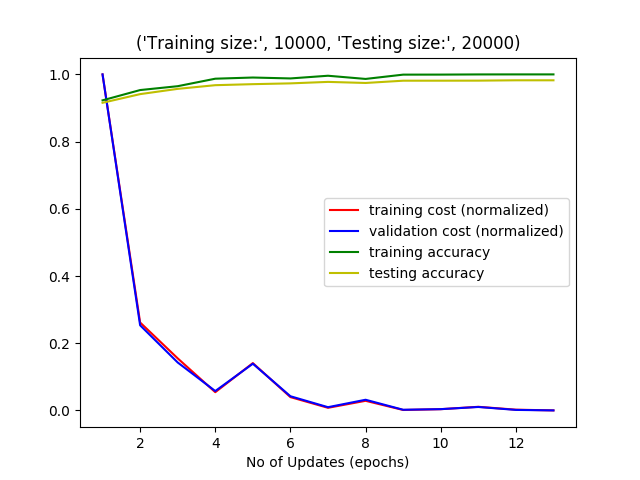 ('Training size:', 10000, 'Testing size:', 20000)
1.0
0.8
0.6
0.4
0.2
0.0
training cost (normalized)
validation cost (normalized)
training accuracy
testing accuracy
2 4 6 8 10 12
No of Updates (epochs)